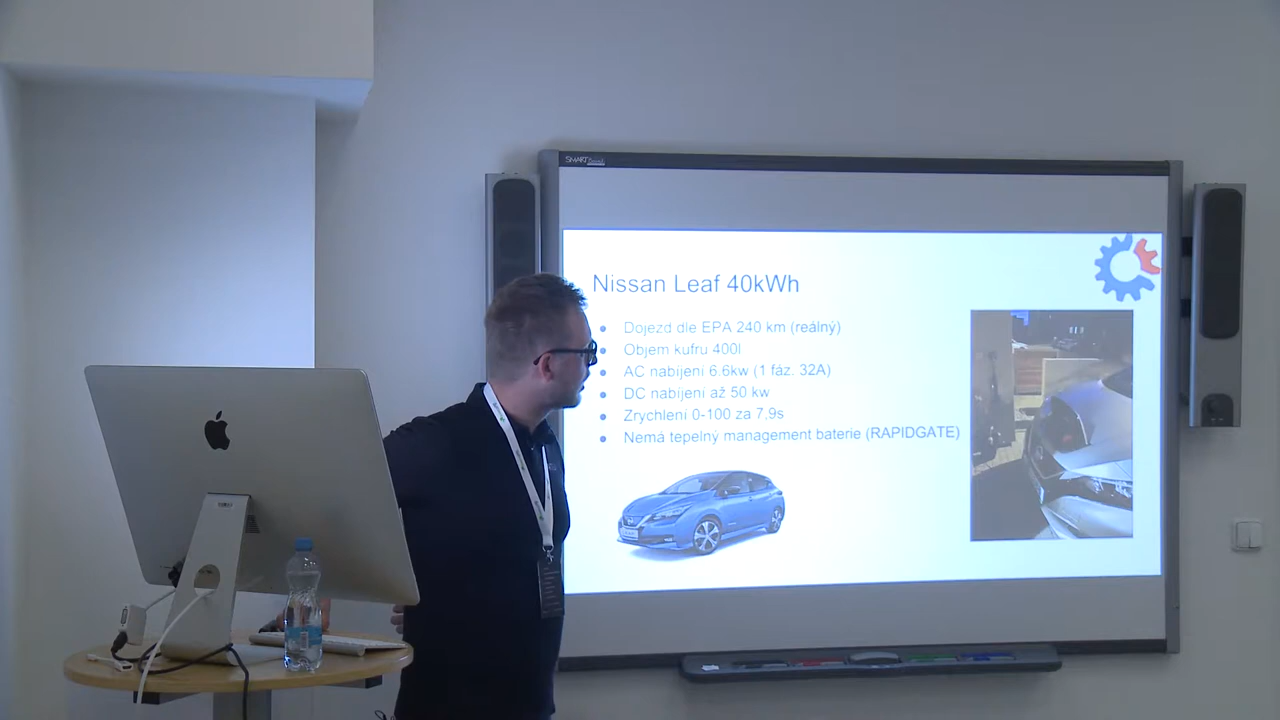 SMART
Nissan Leaf 40kWh
Dojezd dle EPA 240 km (reálný)
Objem kufru 400l
AC nabíjení 6.6kw (1 fáz. 32A)
DC nabíjení až 50 kw
Zrychlení 0-100 za 7.9s
Nemá tepelný management baterie (RAPIDGATE)